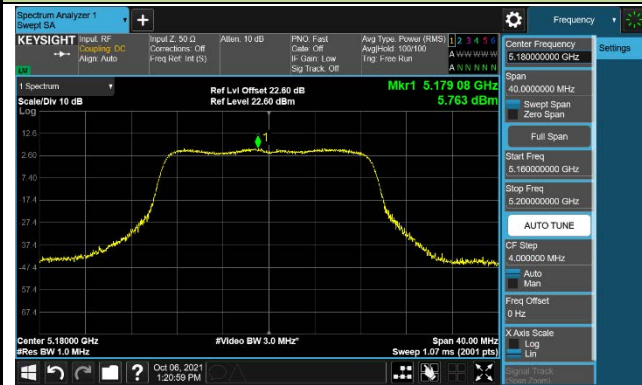 Spectrum Analyzer 1
Swept SA
Frequency
KEYSIGHT
Input: RF
Coupling: DC
Align: Auto
Input Z: 50 Ω
Corrections: Off
Freq Ref: Int (S)
Atten: 10 dB
PNO: Fast
Gate: Off
IF Gain: Low
Sig Track: Off
Avg Type: Power (RMS)
Avg|Hold: 100/100
Trig: Free Run
1 2 3 4 5 6
A W W W W W
A N N N N N
LM
1 Spectrum
Scale/Div 10 dB
Log
Ref Lvl Offset 22.60 dB
Ref Level 22.60 dBm
Mkr1 5.179 08 GHz
5.763 dBm
1
12.6
2.60
-7.40
-17.4
-27.4
-37.4
-47.4
-57.4
-67.4
Center 5.18000 GHz
#Res BW 1.0 MHz
#Video BW 3.0 MHz*
Span 40.00 MHz
Sweep 1.07 ms (2001 pts)
Oct 06, 2021
1:20:59 PM
Center Frequency
5.180000000 GHz
Settings
Span
40.0000000 MHz
Swept Span
Zero Span
Full Span
Start Freq
5.160000000 GHz
Stop Freq
5.200000000 GHz
AUTO TUNE
CF Step
4.000000 MHz
Auto
Man
Freq Offset
0 Hz
X Axis Scale
Log
Lin
Signal Track
(Span Zoom)